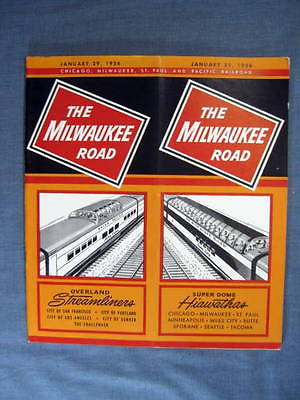 JANUARY 29, 1956
JANUARY 29, 1956
CHICAGO, MILWAUKEE, ST. PAUL AND PACIFIC RAILROAD
THE
MILWAUKEE
ROAD
THE
MILWAUKEE
ROAD
OVERLAND
Streamliners
CITY OF SAN FRANCISCO • CITY OF PORTLAND
CITY OF LOS ANGELES • CITY OF DENVER
THE CHALLENGER
SUPER DOME
Hiawathas
CHICAGO • MILWAUKEE • ST. PAUL
MINNEAPOLIS • MILES CITY • BUTTE
SPOKANE • SEATTLE • TACOMA